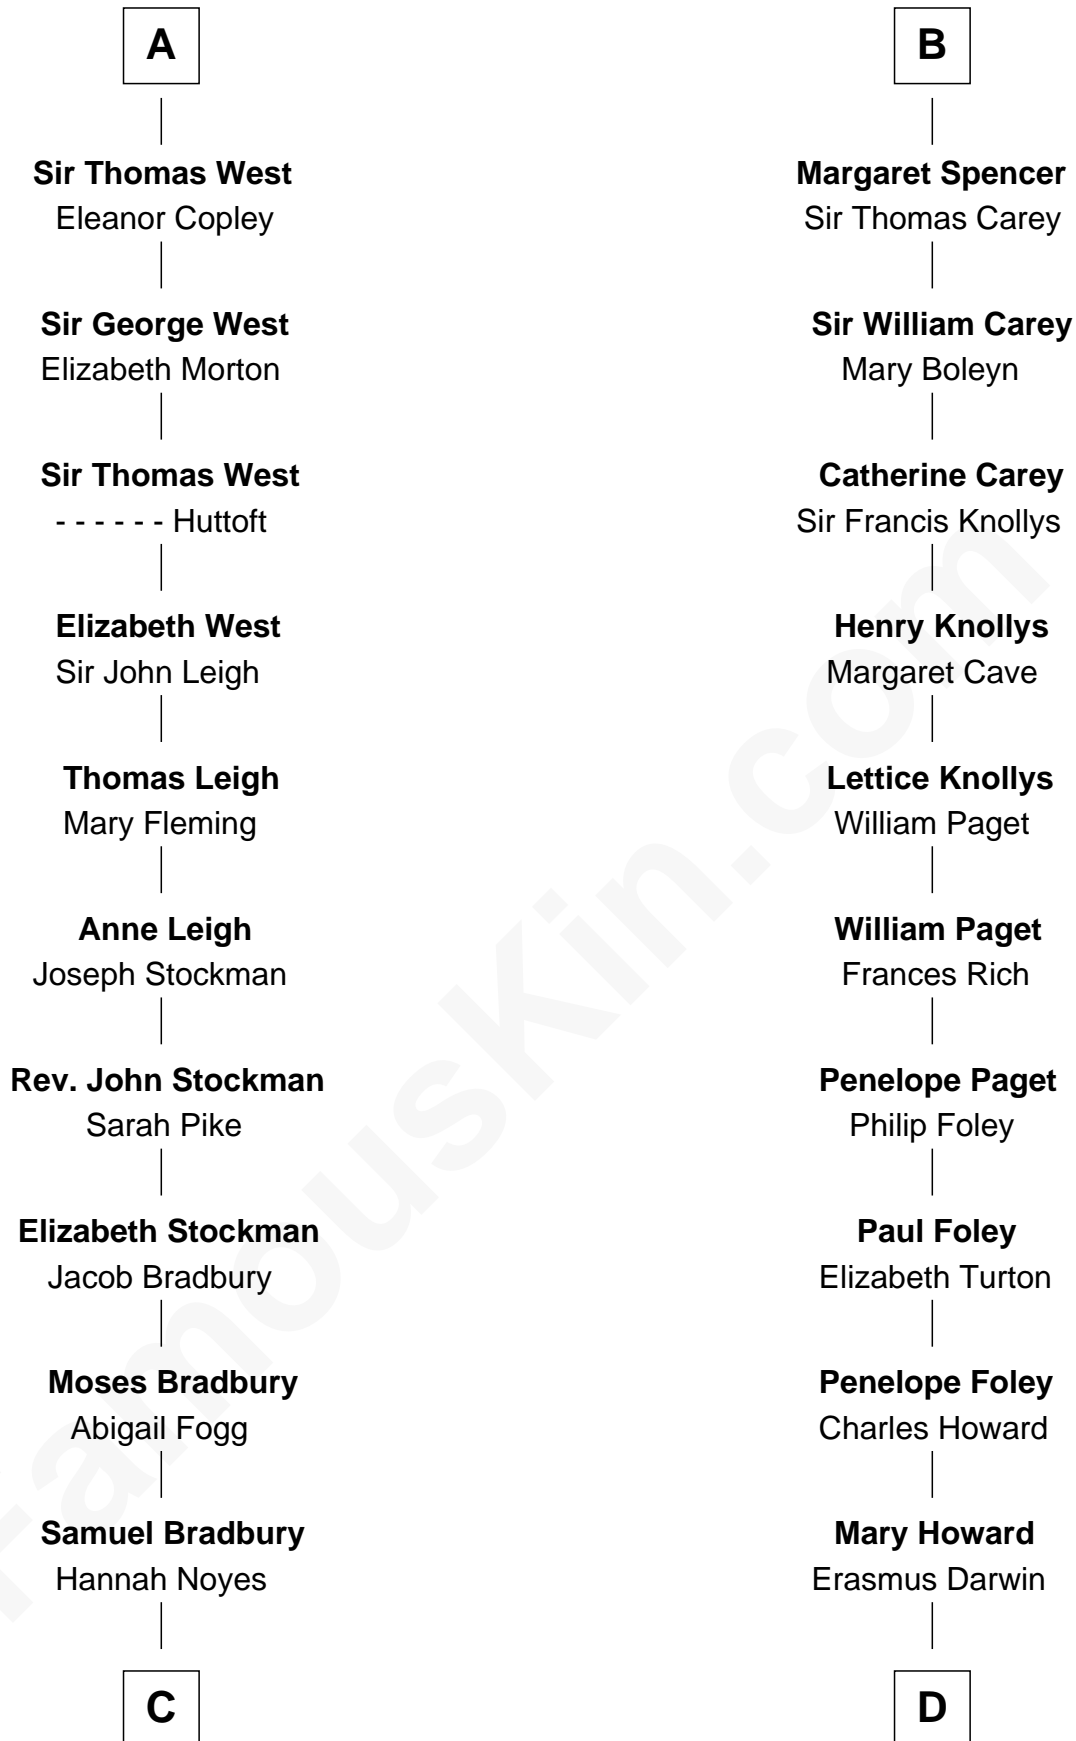 A
Sir Thomas West
Eleanor Copley
Sir George West
Elizabeth Morton
Sir Thomas West
- - - - - - Huttoft
Elizabeth West
Sir John Leigh
Thomas Leigh
Mary Fleming
Anne Leigh
Joseph Stockman
Rev. John Stockman
Sarah Pike
Elizabeth Stockman
Jacob Bradbury
Moses Bradbury
Abigail Fogg
Samuel Bradbury
Hannah Noyes
C
B
Margaret Spencer
Sir Thomas Carey
Sir William Carey
Mary Boleyn
Catherine Carey
Sir Francis Knollys
Henry Knollys
Margaret Cave
Lettice Knollys
William Paget
William Paget
Frances Rich
Penelope Paget
Philip Foley
Paul Foley
Elizabeth Turton
Penelope Foley
Charles Howard
Mary Howard
Erasmus Darwin
D
FamousKin.com